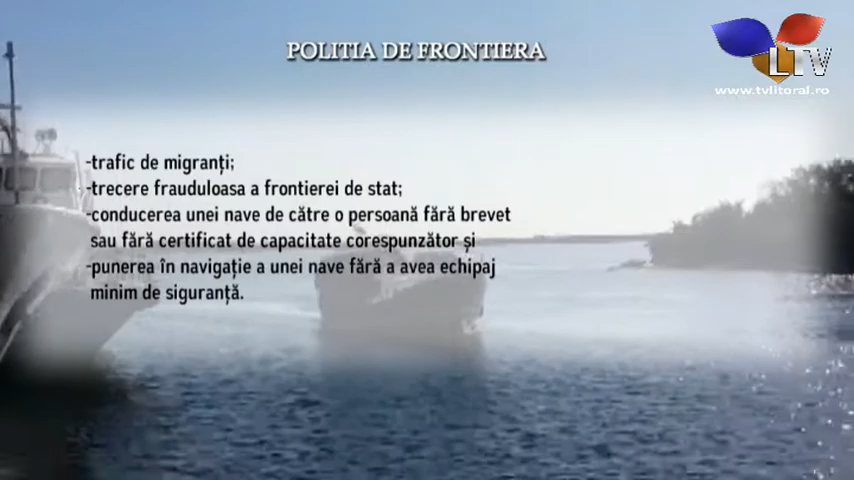 POLITIA DE FRONTIERA
LTV
www.tvlitoral.ro
-trafic de migranți;
-trecere frauduloasa a frontierei de stat;
-conducerea unei nave de către o persoană fără brevet
sau fără certificat de capacitate corespunzător și
-punerea în navigație a unei nave fără a avea echipaj
minim de siguranță.